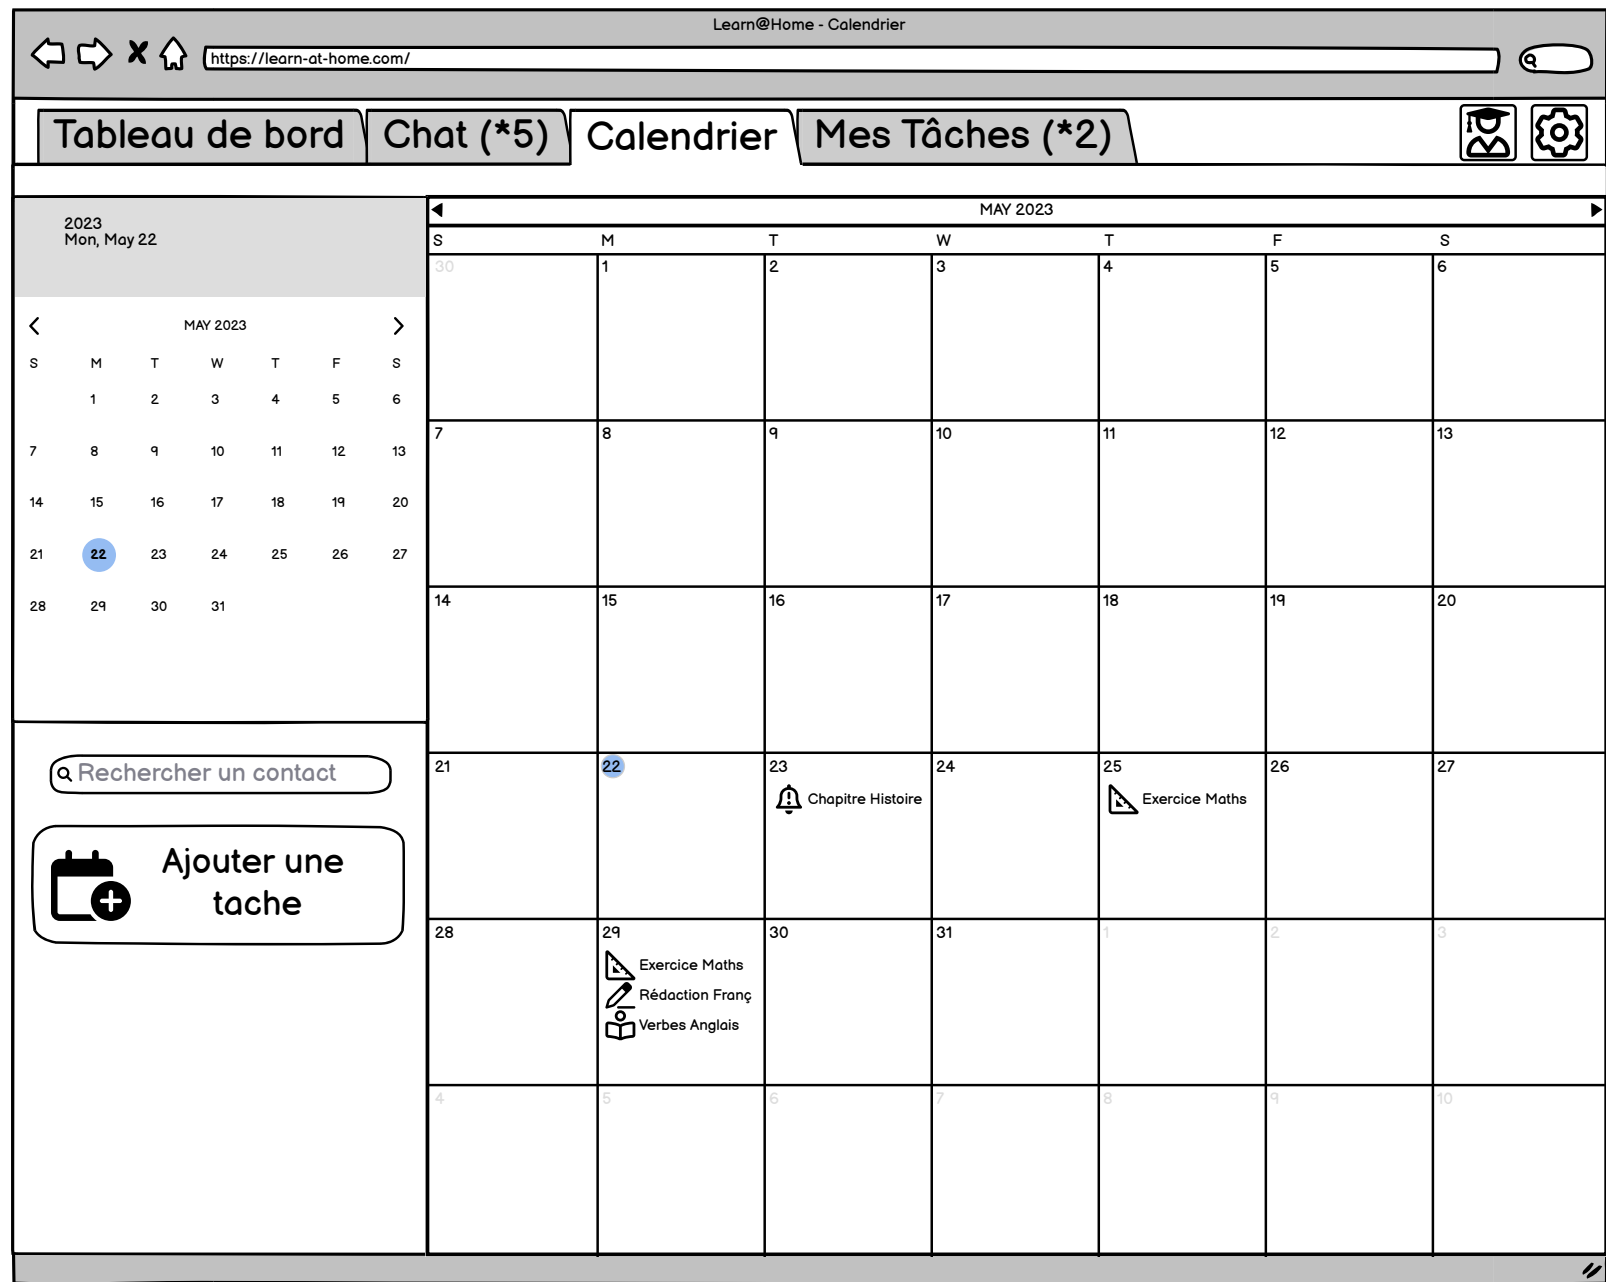 Learn@Home - Calendrier
https://learn-at-home.com/
Tableau de bord Chat (*5) Calendrier Mes Tâches (*2)
2023
Mon, May 22
MAY 2023
S M T W T F S
1 2 3 4 5 6
7 8 9 10 11 12 13
14 15 16 17 18 19 20
21 22 23 24 25 26 27
28 29 30 31
Rechercher un contact
Ajouter une
tache
MAY 2023
S M T W T F S
30 1 2 3 4 5 6
7 8 9 10 11 12 13
14 15 16 17 18 19 20
21 22 23 24 25 26 27
Chapitre Histoire Exercice Maths
28 29 30 31 1 2 3
Exercice Maths
Rédaction Franç
Verbes Anglais
4 5 6 7 8 9 10